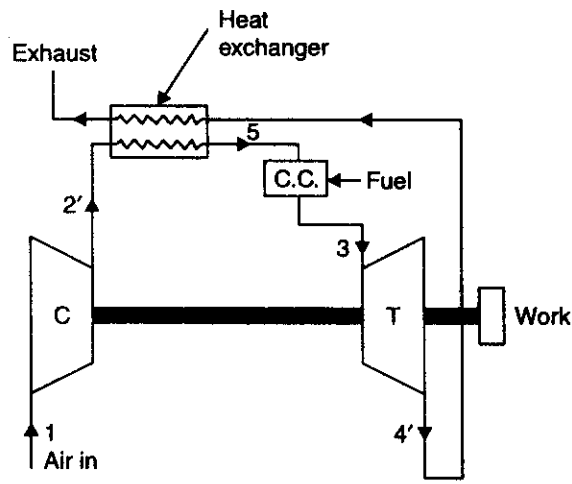 Heat
exchanger
Exhaust
5
C.C.
Fuel
2′
3
C
T
Work
1
4′
Air in